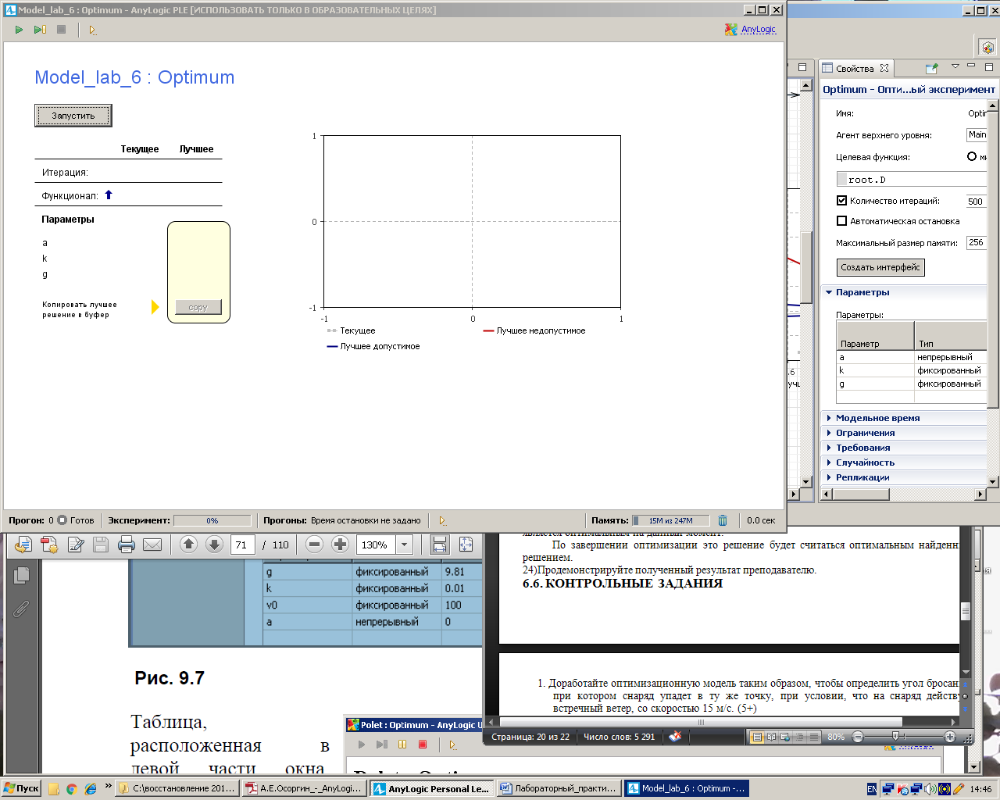 Model_lab_6 : Optimum - AnyLogic PLE [ИСПОЛЬЗОВАТЬ ТОЛЬКО В ОБРАЗОВАТЕЛЬНЫХ ЦЕЛЯХ]
AnyLogic
Model_lab_6 : Optimum
Запустить
Текущее Лучшее
Итерация:
Функционал:
Параметры
a
k
g
Копировать лучшее
решение в буфер
copy
1
0
-1
-1 0 1
Текущее Лучшее недопустимое
Лучшее допустимое
Прогон: 0 Готов Эксперимент: 0% Прогоны: Время остановки не задано Память: 15M из 247M 0.0 сек
Свойства
Optimum - Опти...ый эксперимент
Имя: Optim
Агент верхнего уровня: Main
Целевая функция:
root.D
Количество итераций: 500
Автоматическая остановка
Максимальный размер памяти: 256
Создать интерфейс
Параметры
Параметры:
Параметр Тип
a непрерывный
k фиксированный
g фиксированный
Модельное время
Ограничения
Требования
Случайность
Репликации
.6
71 / 110 130%
g фиксированный 9.81
k фиксированный 0.01
v0 фиксированный 100
a непрерывный 0
Рис. 9.7
Таблица,
расположенная в
левой части окна
Polet : Optimum - AnyLogic U
По завершении оптимизации это решение будет считаться оптимальным найденн
решением.
24)Продемонстрируйте полученный результат преподавателю.
6.6. КОНТРОЛЬНЫЕ ЗАДАНИЯ
1. Доработайте оптимизационную модель таким образом, чтобы определить угол бросан
при котором снаряд упадет в ту же точку, при условии, что на снаряд действу
встречный ветер, со скоростью 15 м/с. (5+)
Страница: 20 из 22 Число слов: 5 291 80%
Пуск » C:\восстановление 201... А.Е.Осоргин_-_AnyLogi... AnyLogic Personal Le... Лабораторный_практи... Model_lab_6 : Optimum -... EN 14:46